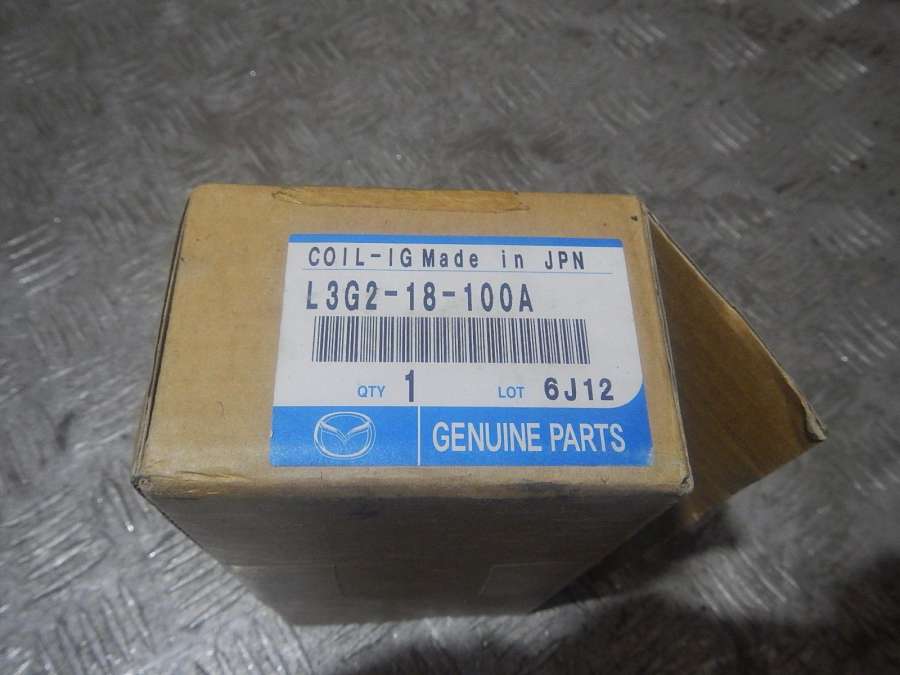 COIL-IG Made in JPN
L3G2-18-100A
QTY 1 LOT 6J12
GENUINE PARTS